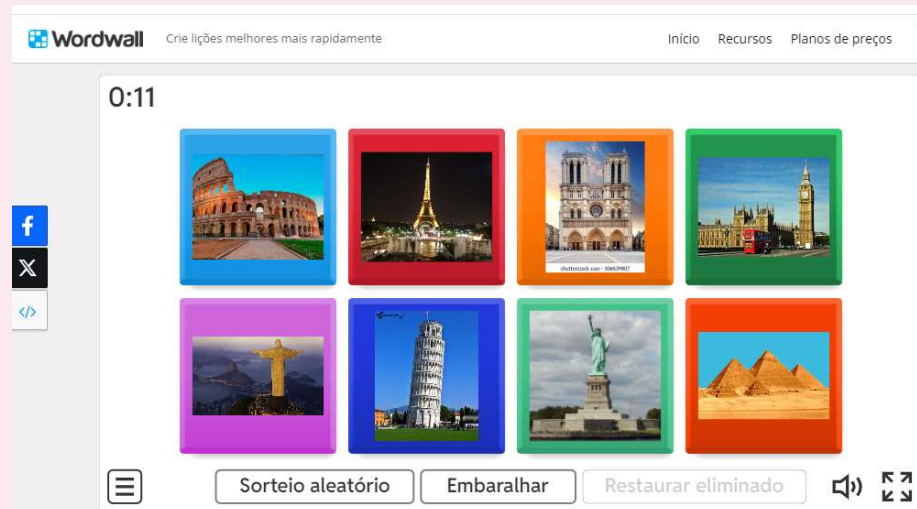 Wordwall Crie lições melhores mais rapidamente Início Recursos Planos de preços
0:11
shutterstock.com · 306539807
f
X
</>
Sorteio aleatório Embaralhar Restaurar eliminado